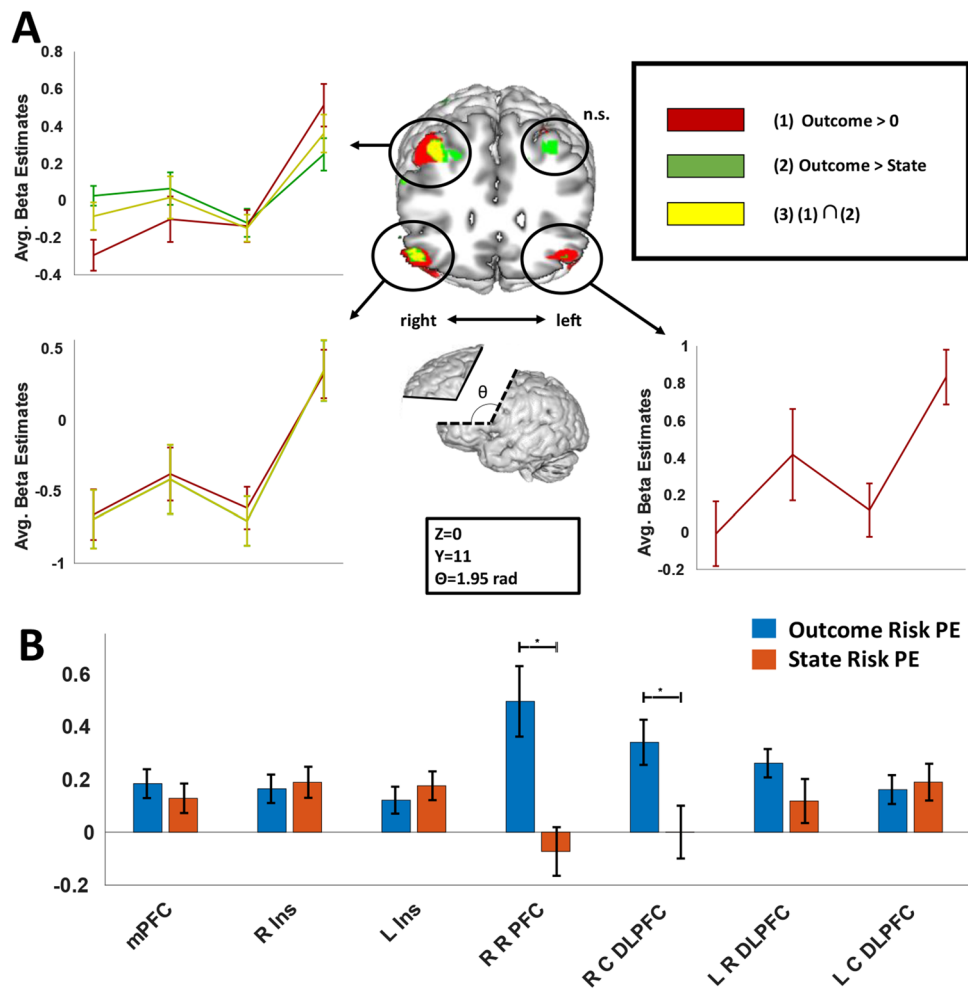 A
0.8
0.6
0.4
0.2
0
-0.2
-0.4
Avg. Beta Estimates
n.s.
(1) Outcome > 0
(2) Outcome > State
(3) (1) ∩ (2)
right
left
0.5
0
-0.5
-1
Avg. Beta Estimates
θ
Z=0
Y=11
Θ=1.95 rad
1
0.8
0.6
0.4
0.2
0
-0.2
Avg. Beta Estimates
B
Outcome Risk PE
State Risk PE
0.6
0.4
0.2
0
-0.2
*
*
mPFC
R Ins
L Ins
R R PFC
R C DLPFC
L R DLPFC
L C DLPFC